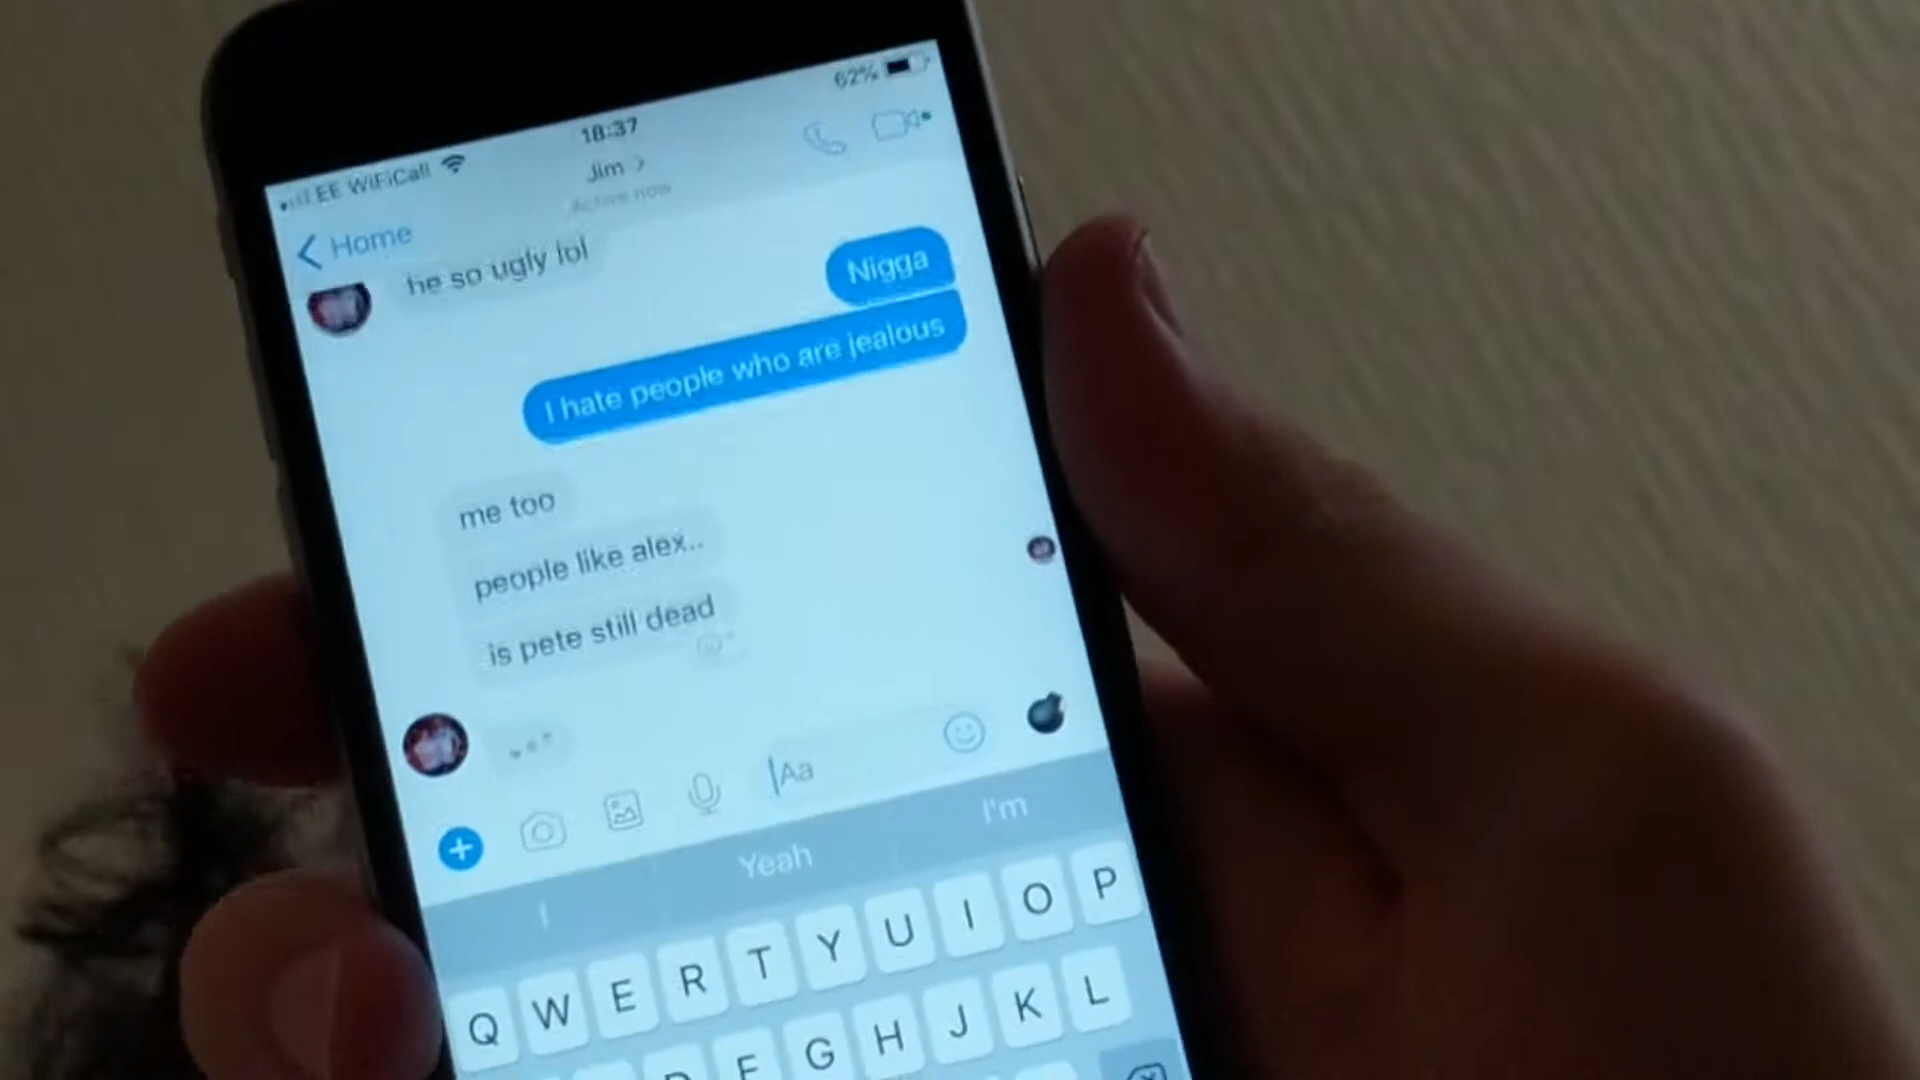 62%
18:37
EE WiFiCall
Jim >
Active now
Home
he so ugly lol
Nigga
I hate people who are jealous
me too
people like alex..
is pete still dead
Aa
I
Yeah
I'm
Q W E R T Y U I O P
F G H J K L